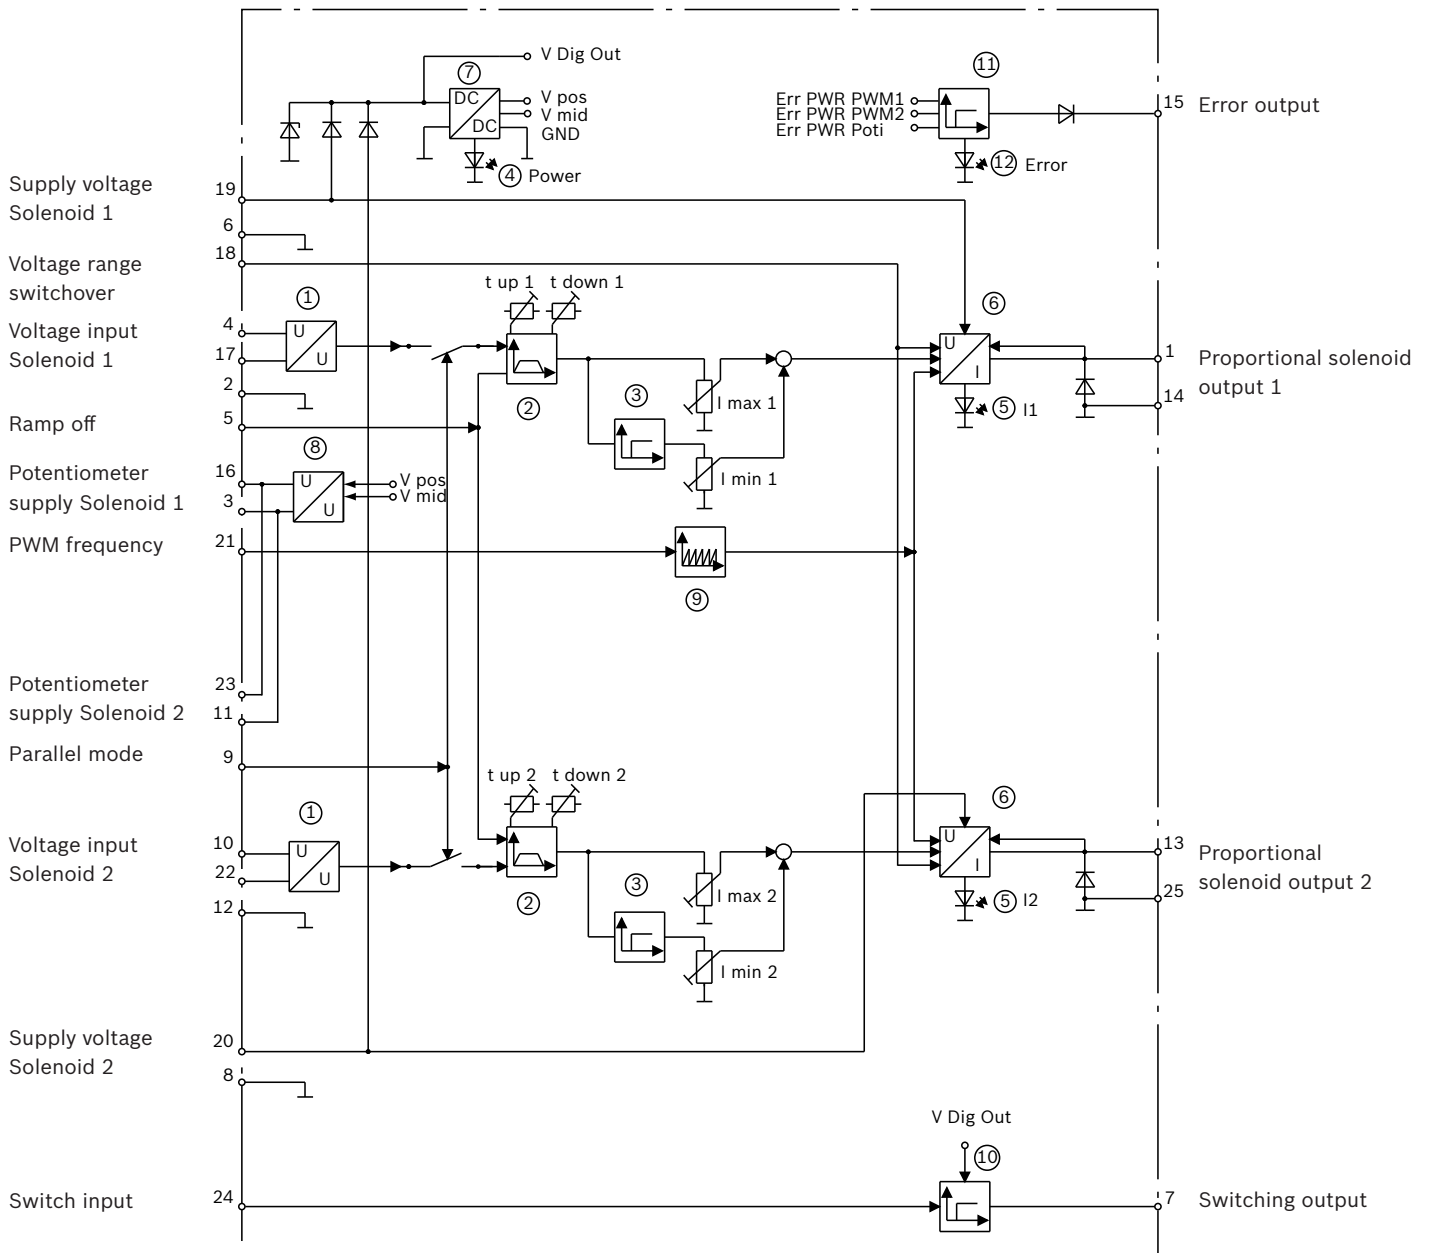 V Dig Out
7
DC
DC
V pos
V mid
GND
4 Power
11
Err PWR PWM1
Err PWR PWM2
Err PWR Poti
12 Error
15 Error output
Supply voltage
Solenoid 1
19
6
Voltage range
switchover
18
Voltage input
Solenoid 1
4
17
1
U
U
2
t up 1 t down 1
2
3
I max 1
I min 1
6
U
I
5 I1
1
14
Proportional solenoid
output 1
Ramp off
5
Potentiometer
supply Solenoid 1
16
3
8
U
U
V pos
V mid
PWM frequency
21
9
Potentiometer
supply Solenoid 2
23
11
Parallel mode
9
t up 2 t down 2
1
Voltage input
Solenoid 2
10
22
U
U
12
2
3
I max 2
I min 2
6
U
I
5 I2
13
25
Proportional
solenoid output 2
Supply voltage
Solenoid 2
20
8
V Dig Out
10
Switch input
24
7 Switching output